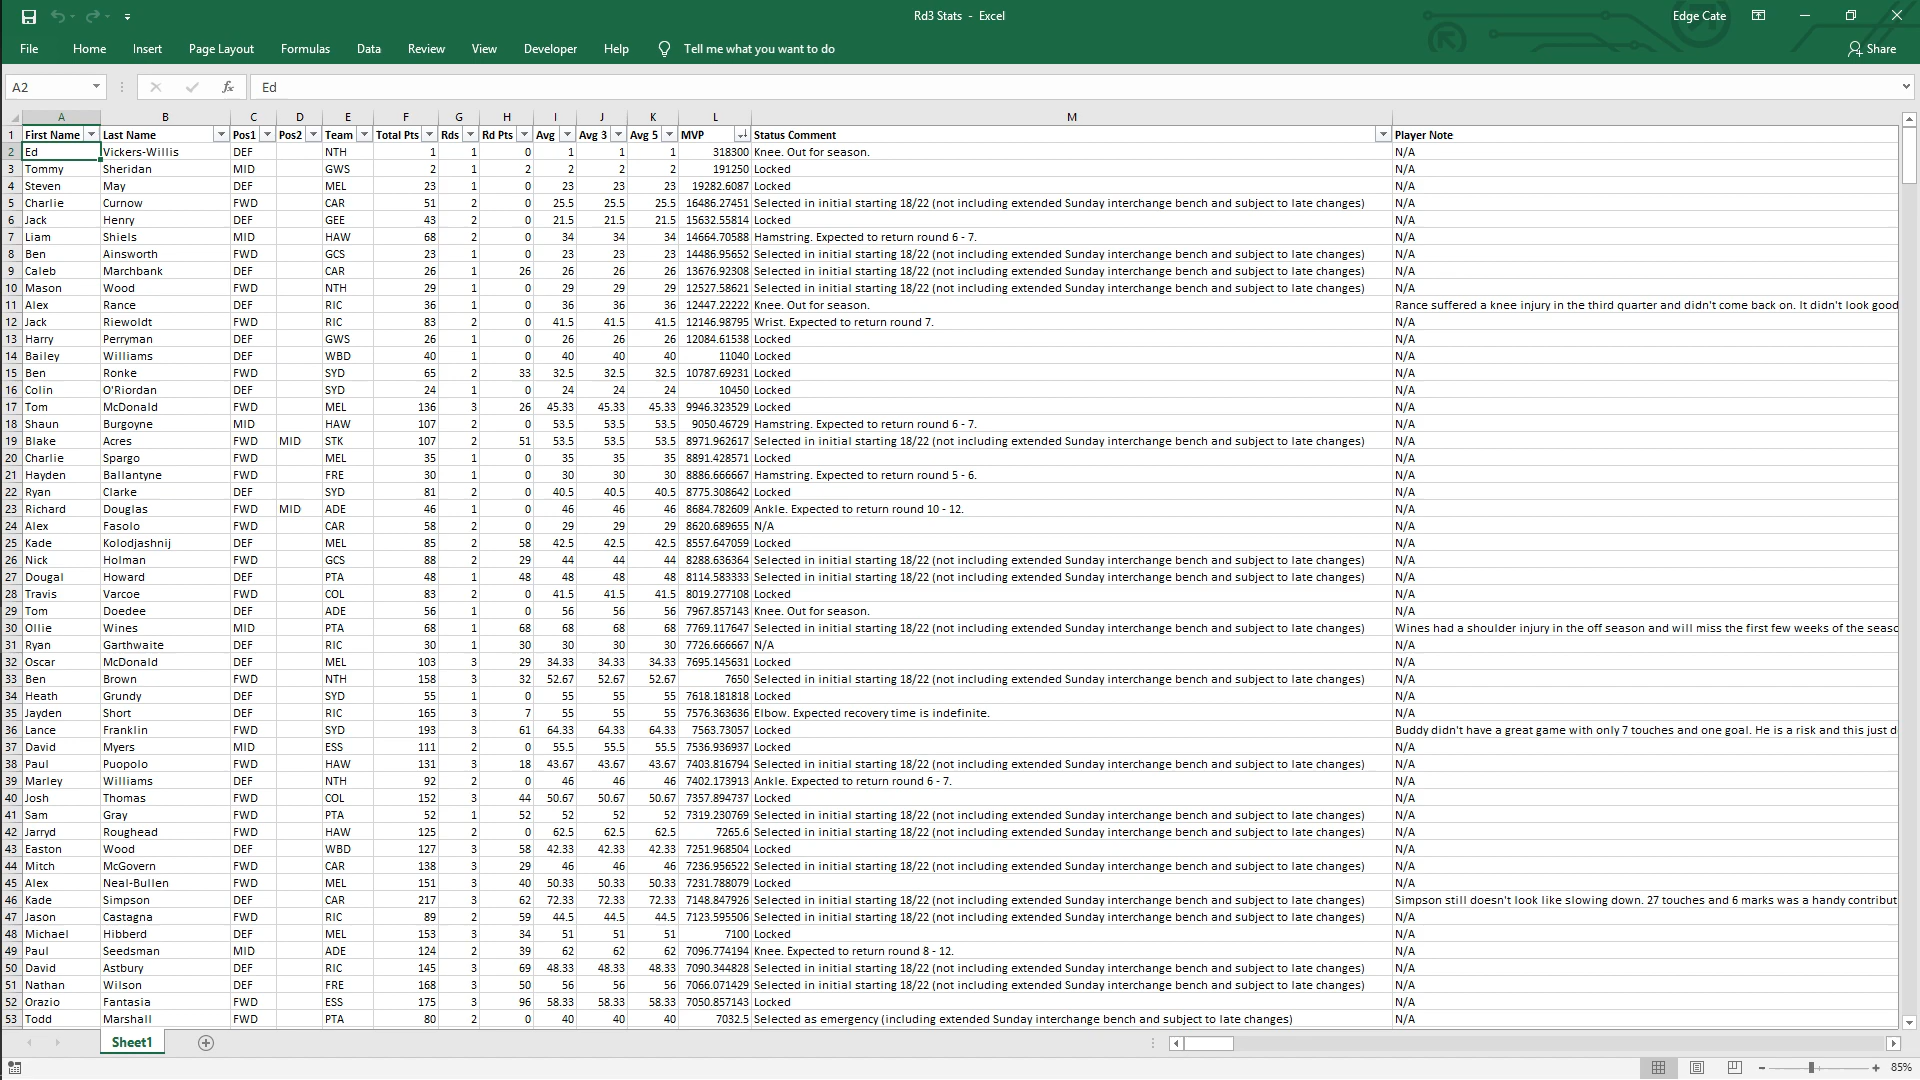 Rd3 Stats - Excel
Edge Cate
File Home Insert Page Layout Formulas Data Review View Developer Help Tell me what you want to do Share
A2 fx Ed
A B C D E F G H I J K L M
1 First Name Last Name Pos1 Pos2 Team Total Pts Rds Rd Pts Avg Avg 3 Avg 5 MVP Status Comment Player Note
2 Ed Vickers-Willis DEF NTH 1 1 0 1 1 1 318300 Knee. Out for season. N/A
3 Tommy Sheridan MID GWS 2 1 2 2 2 2 191250 Locked N/A
4 Steven May DEF MEL 23 1 0 23 23 23 19282.6087 Locked N/A
5 Charlie Curnow FWD CAR 51 2 0 25.5 25.5 25.5 16486.27451 Selected in initial starting 18/22 (not including extended Sunday interchange bench and subject to late changes) N/A
6 Jack Henry DEF GEE 43 2 0 21.5 21.5 21.5 15632.55814 Locked N/A
7 Liam Shiels MID HAW 68 2 0 34 34 34 14664.70588 Hamstring. Expected to return round 6 - 7. N/A
8 Ben Ainsworth FWD GCS 23 1 0 23 23 23 14486.95652 Selected in initial starting 18/22 (not including extended Sunday interchange bench and subject to late changes) N/A
9 Caleb Marchbank DEF CAR 26 1 26 26 26 26 13676.92308 Selected in initial starting 18/22 (not including extended Sunday interchange bench and subject to late changes) N/A
10 Mason Wood FWD NTH 29 1 0 29 29 29 12527.58621 Selected in initial starting 18/22 (not including extended Sunday interchange bench and subject to late changes) N/A
11 Alex Rance DEF RIC 36 1 0 36 36 36 12447.22222 Knee. Out for season. Rance suffered a knee injury in the third quarter and didn't come back on. It didn't look good
12 Jack Riewoldt FWD RIC 83 2 0 41.5 41.5 41.5 12146.98795 Wrist. Expected to return round 7. N/A
13 Harry Perryman DEF GWS 26 1 0 26 26 26 12084.61538 Locked N/A
14 Bailey Williams DEF WBD 40 1 0 40 40 40 11040 Locked N/A
15 Ben Ronke FWD SYD 65 2 33 32.5 32.5 32.5 10787.69231 Locked N/A
16 Colin O'Riordan DEF SYD 24 1 0 24 24 24 10450 Locked N/A
17 Tom McDonald FWD MEL 136 3 26 45.33 45.33 45.33 9946.323529 Locked N/A
18 Shaun Burgoyne MID HAW 107 2 0 53.5 53.5 53.5 9050.46729 Hamstring. Expected to return round 6 - 7. N/A
19 Blake Acres FWD MID STK 107 2 51 53.5 53.5 53.5 8971.962617 Selected in initial starting 18/22 (not including extended Sunday interchange bench and subject to late changes) N/A
20 Charlie Spargo FWD MEL 35 1 0 35 35 35 8891.428571 Locked N/A
21 Hayden Ballantyne FWD FRE 30 1 0 30 30 30 8886.666667 Hamstring. Expected to return round 5 - 6. N/A
22 Ryan Clarke DEF SYD 81 2 0 40.5 40.5 40.5 8775.308642 Locked N/A
23 Richard Douglas FWD MID ADE 46 1 0 46 46 46 8684.782609 Ankle. Expected to return round 10 - 12. N/A
24 Alex Fasolo FWD CAR 58 2 0 29 29 29 8620.689655 N/A N/A
25 Kade Kolodjashnij DEF MEL 85 2 58 42.5 42.5 42.5 8557.647059 Locked N/A
26 Nick Holman FWD GCS 88 2 29 44 44 44 8288.636364 Selected in initial starting 18/22 (not including extended Sunday interchange bench and subject to late changes) N/A
27 Dougal Howard DEF PTA 48 1 48 48 48 48 8114.583333 Selected in initial starting 18/22 (not including extended Sunday interchange bench and subject to late changes) N/A
28 Travis Varcoe FWD COL 83 2 0 41.5 41.5 41.5 8019.277108 Locked N/A
29 Tom Doedee DEF ADE 56 1 0 56 56 56 7967.857143 Knee. Out for season. N/A
30 Ollie Wines MID PTA 68 1 68 68 68 68 7769.117647 Selected in initial starting 18/22 (not including extended Sunday interchange bench and subject to late changes) Wines had a shoulder injury in the off season and will miss the first few weeks of the seaso
31 Ryan Garthwaite DEF RIC 30 1 30 30 30 30 7726.666667 N/A N/A
32 Oscar McDonald DEF MEL 103 3 29 34.33 34.33 34.33 7695.145631 Locked N/A
33 Ben Brown FWD NTH 158 3 32 52.67 52.67 52.67 7650 Selected in initial starting 18/22 (not including extended Sunday interchange bench and subject to late changes) N/A
34 Heath Grundy DEF SYD 55 1 0 55 55 55 7618.181818 Locked N/A
35 Jayden Short DEF RIC 165 3 7 55 55 55 7576.363636 Elbow. Expected recovery time is indefinite. N/A
36 Lance Franklin FWD SYD 193 3 61 64.33 64.33 64.33 7563.73057 Locked Buddy didn't have a great game with only 7 touches and one goal. He is a risk and this just d
37 David Myers MID ESS 111 2 0 55.5 55.5 55.5 7536.936937 Locked N/A
38 Paul Puopolo FWD HAW 131 3 18 43.67 43.67 43.67 7403.816794 Selected in initial starting 18/22 (not including extended Sunday interchange bench and subject to late changes) N/A
39 Marley Williams DEF NTH 92 2 0 46 46 46 7402.173913 Ankle. Expected to return round 6 - 7. N/A
40 Josh Thomas FWD COL 152 3 44 50.67 50.67 50.67 7357.894737 Locked N/A
41 Sam Gray FWD PTA 52 1 52 52 52 52 7319.230769 Selected in initial starting 18/22 (not including extended Sunday interchange bench and subject to late changes) N/A
42 Jarryd Roughead FWD HAW 125 2 0 62.5 62.5 62.5 7265.6 Selected in initial starting 18/22 (not including extended Sunday interchange bench and subject to late changes) N/A
43 Easton Wood DEF WBD 127 3 58 42.33 42.33 42.33 7251.968504 Locked N/A
44 Mitch McGovern FWD CAR 138 3 29 46 46 46 7236.956522 Selected in initial starting 18/22 (not including extended Sunday interchange bench and subject to late changes) N/A
45 Alex Neal-Bullen FWD MEL 151 3 40 50.33 50.33 50.33 7231.788079 Locked N/A
46 Kade Simpson DEF CAR 217 3 62 72.33 72.33 72.33 7148.847926 Selected in initial starting 18/22 (not including extended Sunday interchange bench and subject to late changes) Simpson still doesn't look like slowing down. 27 touches and 6 marks was a handy contribut
47 Jason Castagna FWD RIC 89 2 59 44.5 44.5 44.5 7123.595506 Selected in initial starting 18/22 (not including extended Sunday interchange bench and subject to late changes) N/A
48 Michael Hibberd DEF MEL 153 3 34 51 51 51 7100 Locked N/A
49 Paul Seedsman MID ADE 124 2 39 62 62 62 7096.774194 Knee. Expected to return round 8 - 12. N/A
50 David Astbury DEF RIC 145 3 69 48.33 48.33 48.33 7090.344828 Selected in initial starting 18/22 (not including extended Sunday interchange bench and subject to late changes) N/A
51 Nathan Wilson DEF FRE 168 3 50 56 56 56 7066.071429 Selected in initial starting 18/22 (not including extended Sunday interchange bench and subject to late changes) N/A
52 Orazio Fantasia FWD ESS 175 3 96 58.33 58.33 58.33 7050.857143 Locked N/A
53 Todd Marshall FWD PTA 80 2 0 40 40 40 7032.5 Selected as emergency (including extended Sunday interchange bench and subject to late changes) N/A
Sheet1
85%